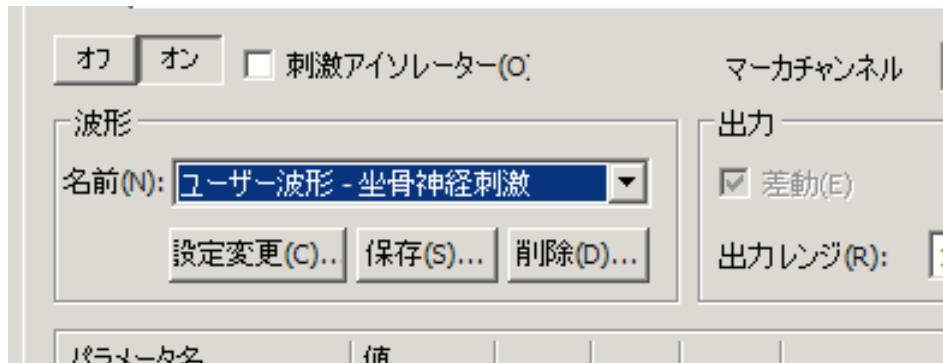 オフ オン 刺激アイソレーター(O) マーカチャンネル
波形 出力
名前(N): ユーザー波形 - 坐骨神経刺激 差動(E)
設定変更(C)... 保存(S)... 削除(D)... 出力レンジ(R):
パラメータ名 値